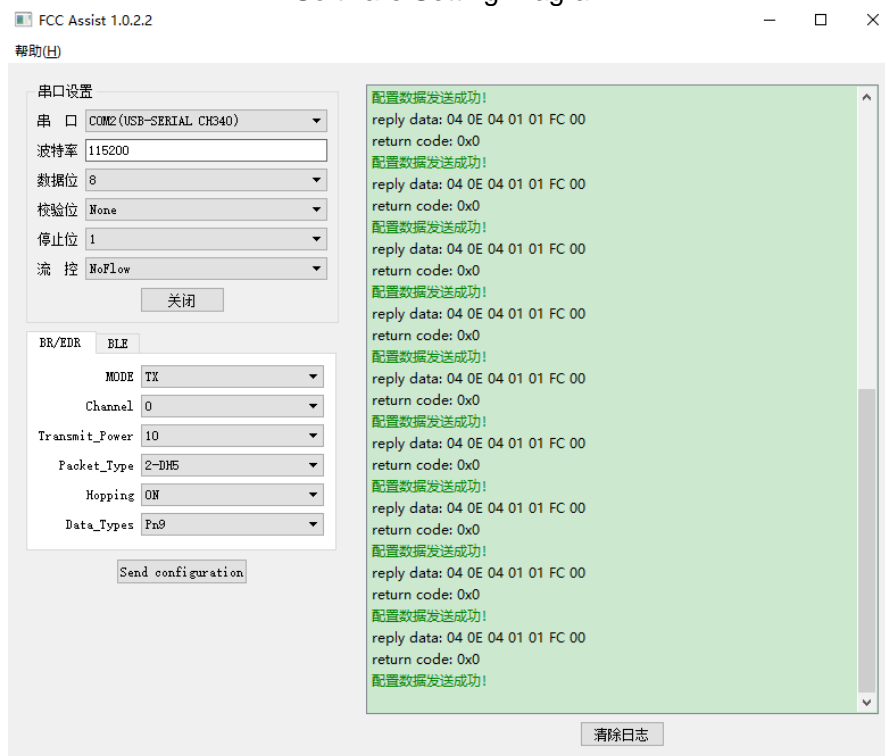 FCC Assist 1.0.2.2
帮助(H)
串口设置
串 口 COM2(USB-SERIAL CH340)
波特率 115200
数据位 8
校验位 None
停止位 1
流 控 NoFlow
关闭
BR/EDR BLE
MODE TX
Channel 0
Transmit_Power 10
Packet_Type 2-DH5
Hopping ON
Data_Types Pn9
Send configuration
配置数据发送成功!
reply data: 04 0E 04 01 01 FC 00
return code: 0x0
配置数据发送成功!
reply data: 04 0E 04 01 01 FC 00
return code: 0x0
配置数据发送成功!
reply data: 04 0E 04 01 01 FC 00
return code: 0x0
配置数据发送成功!
reply data: 04 0E 04 01 01 FC 00
return code: 0x0
配置数据发送成功!
reply data: 04 0E 04 01 01 FC 00
return code: 0x0
配置数据发送成功!
reply data: 04 0E 04 01 01 FC 00
return code: 0x0
配置数据发送成功!
reply data: 04 0E 04 01 01 FC 00
return code: 0x0
配置数据发送成功!
reply data: 04 0E 04 01 01 FC 00
return code: 0x0
配置数据发送成功!
reply data: 04 0E 04 01 01 FC 00
return code: 0x0
配置数据发送成功!
清除日志